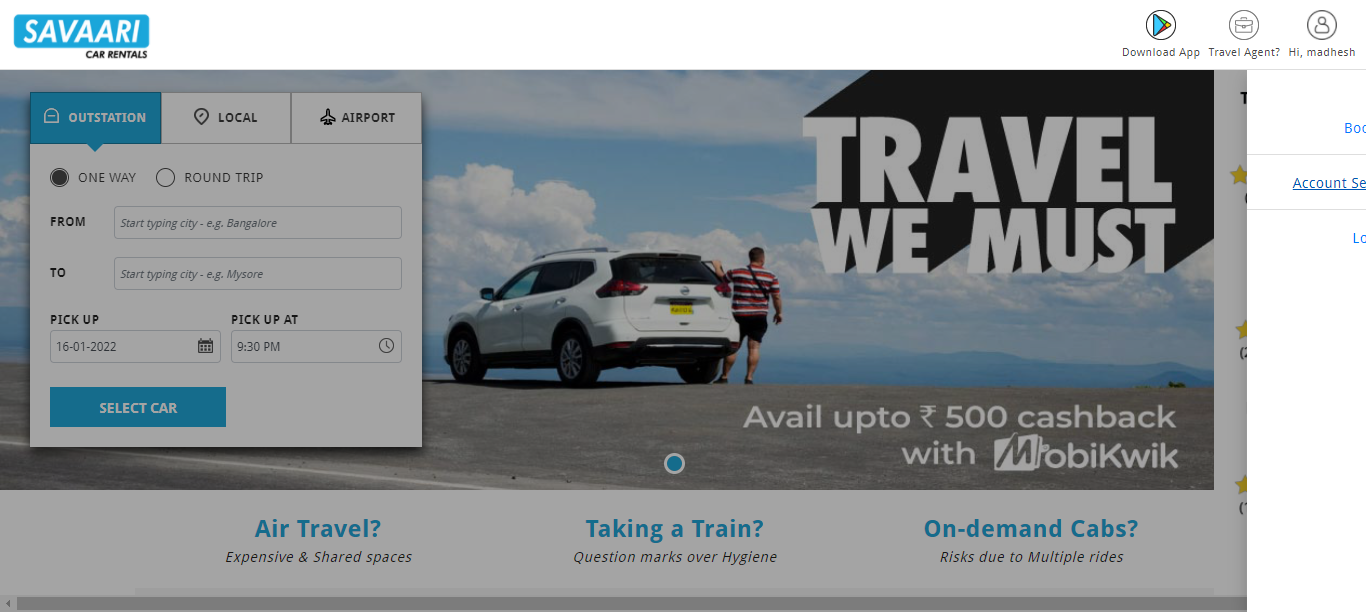 SAVAARI
CAR RENTALS
Download App
Travel Agent?
Hi, madhesh
OUTSTATION
LOCAL
AIRPORT
ONE WAY
ROUND TRIP
FROM
Start typing city - e.g. Bangalore
TO
Start typing city - e.g. Mysore
PICK UP
PICK UP AT
16-01-2022
9:30 PM
SELECT CAR
TRAVEL
WE MUST
Avail upto ₹ 500 cashback
with MobiKwik
Account Se
Air Travel?
Expensive & Shared spaces
Taking a Train?
Question marks over Hygiene
On-demand Cabs?
Risks due to Multiple rides